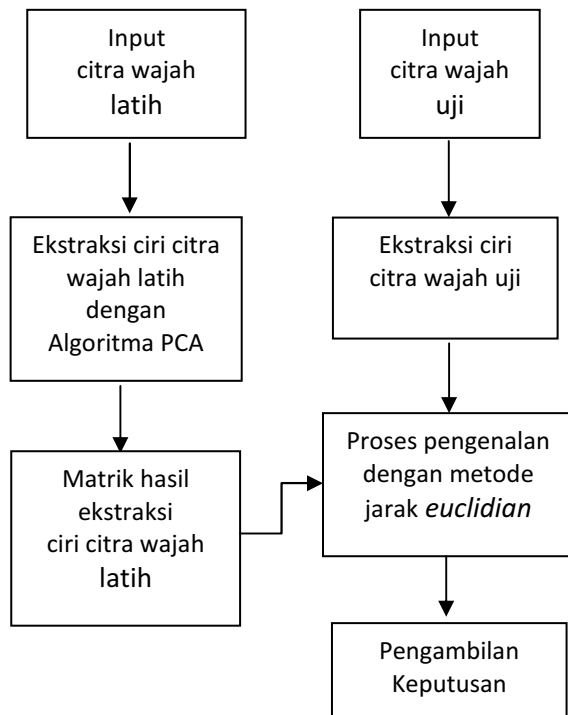 Input
citra wajah
latih
Input
citra wajah
uji
Ekstraksi ciri citra
wajah latih
dengan
Algoritma PCA
Ekstraksi ciri
citra wajah uji
Matrik hasil
ekstraksi
ciri citra wajah
latih
Proses pengenalan
dengan metode
jarak euclidian
Pengambilan
Keputusan